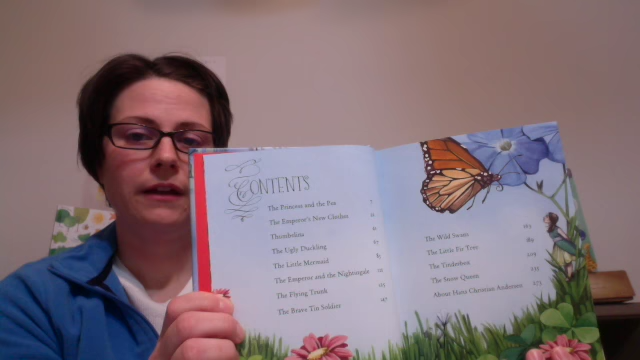 CONTENTS
The Princess and the Pea 7
The Emperor's New Clothes
Thumbelina
The Ugly Duckling
The Little Mermaid
The Emperor and the Nightingale
The Flying Trunk
The Brave Tin Soldier
The Wild Swans
The Little Fir Tree
The Tinderbox
The Snow Queen
About Hans Christian Andersen